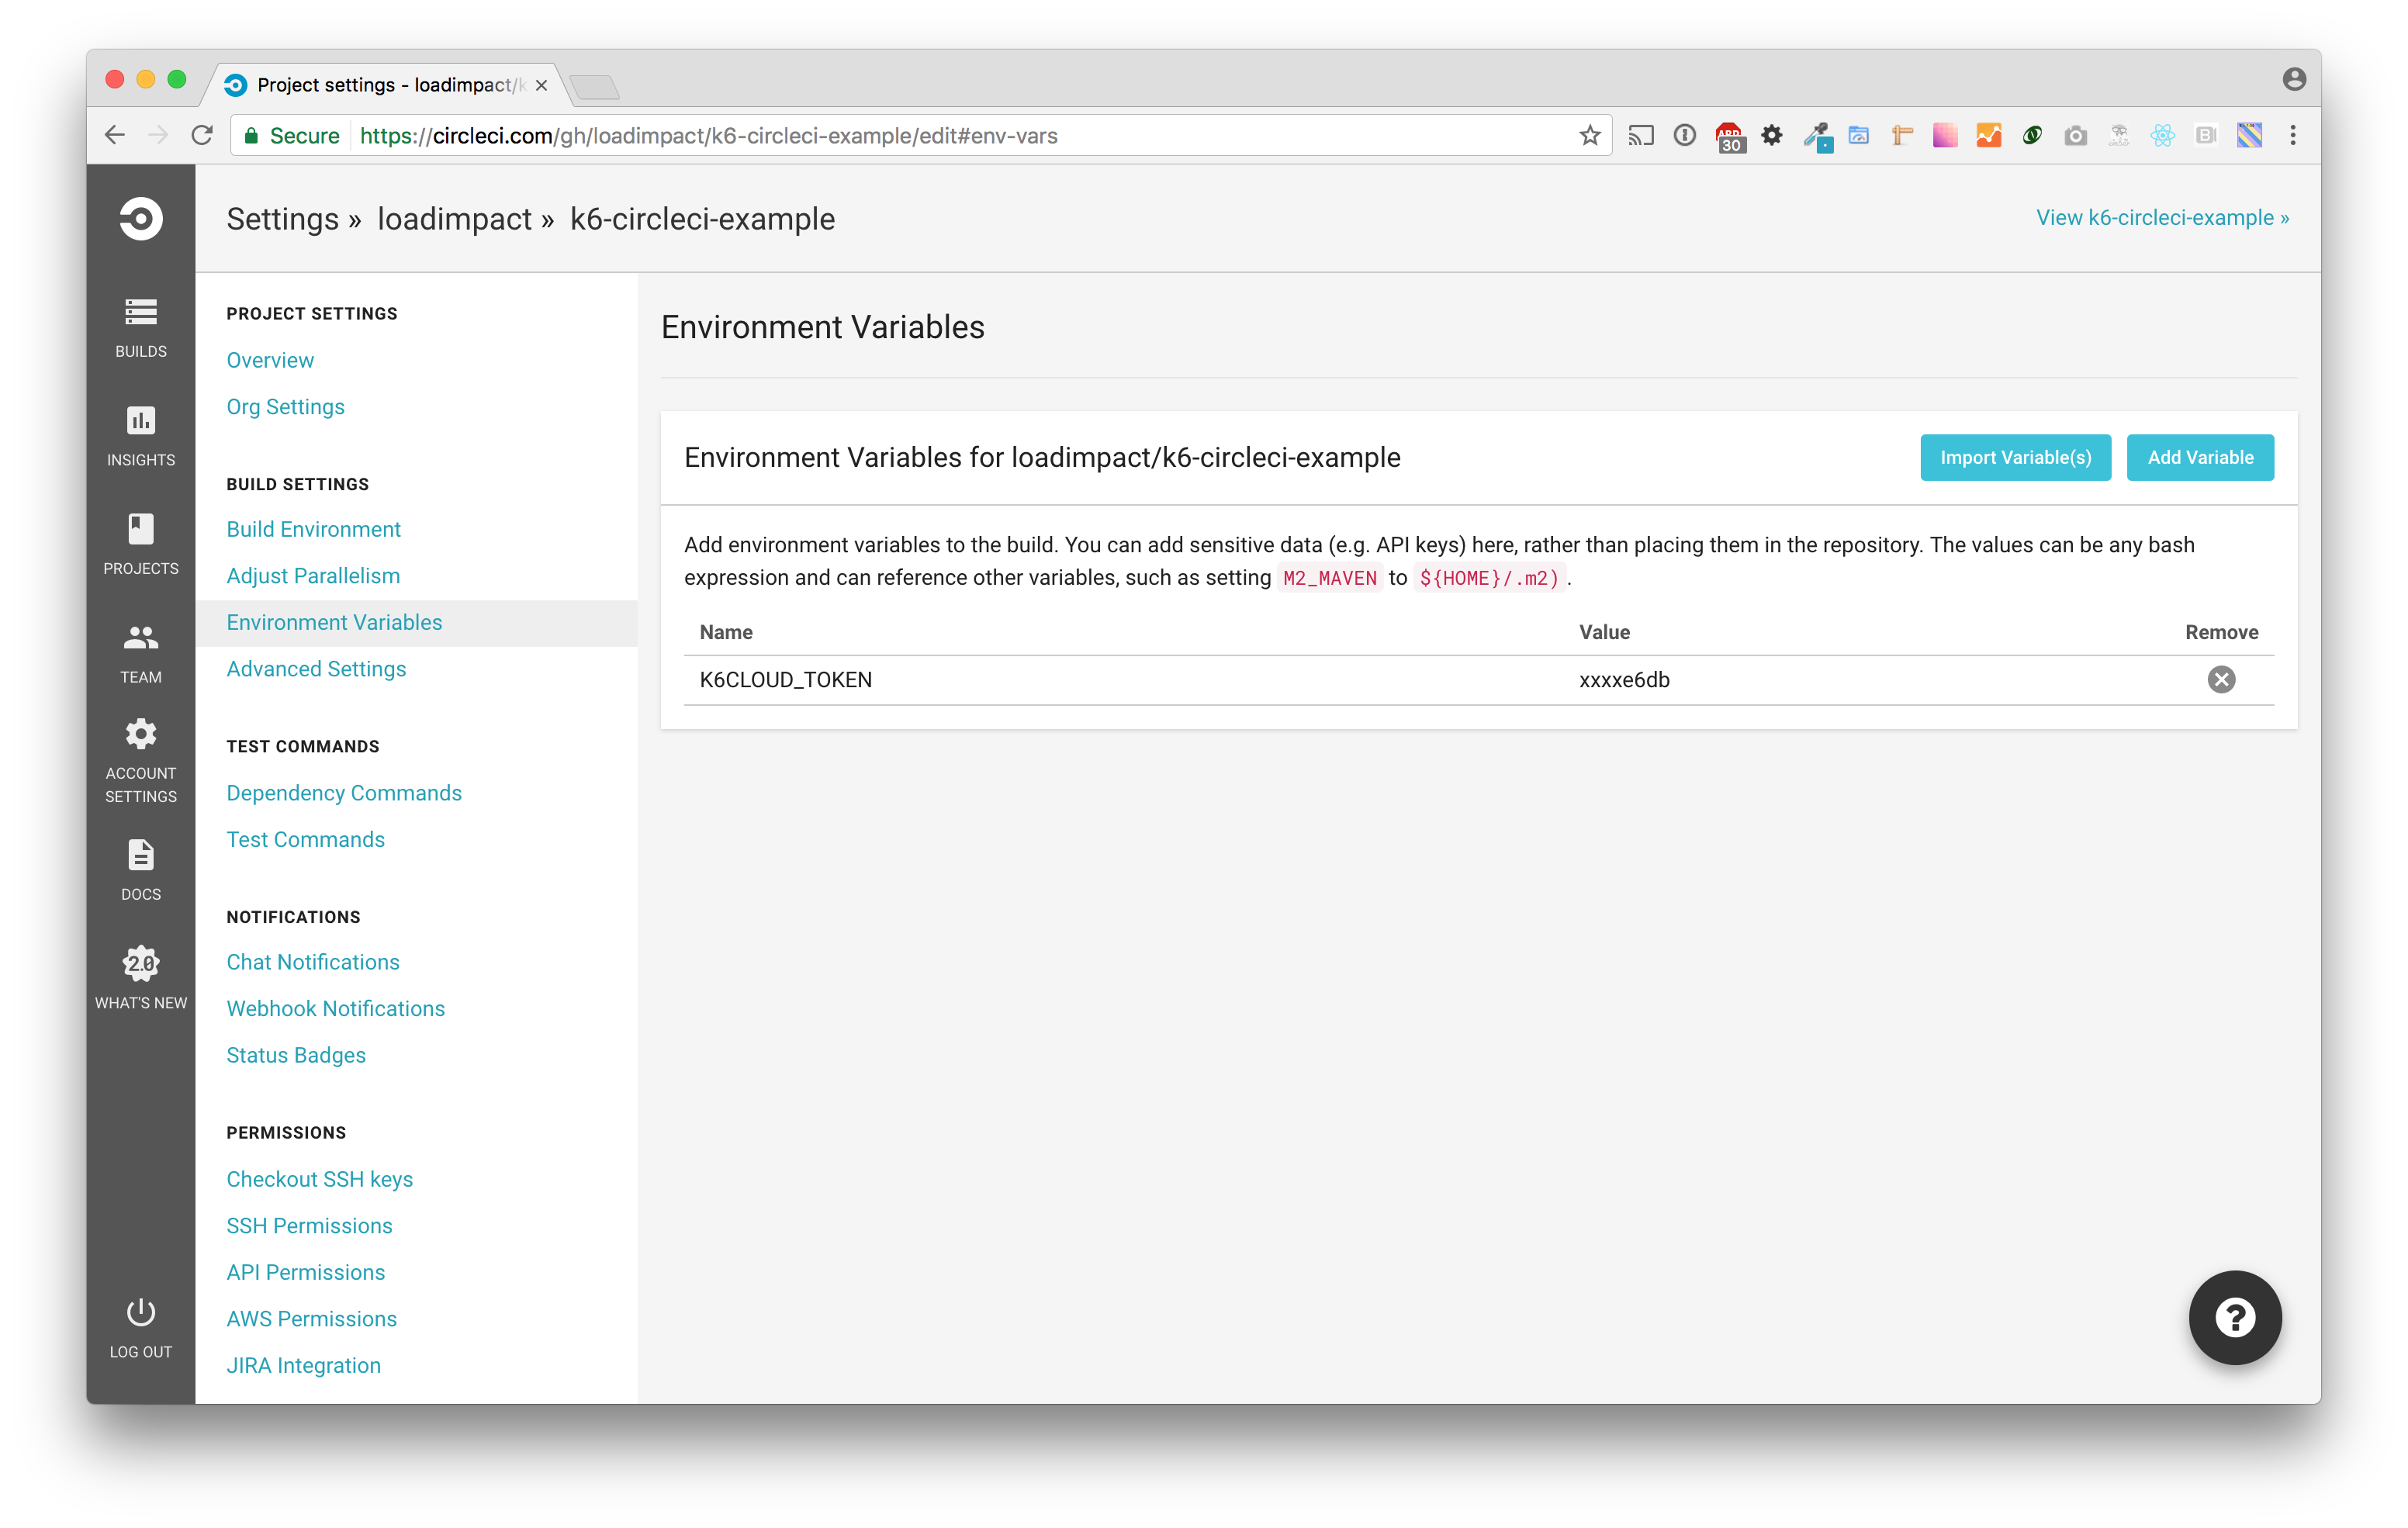 Project settings - loadimpact/k
Secure https://circleci.com/gh/loadimpact/k6-circleci-example/edit#env-vars
30
Settings » loadimpact » k6-circleci-example
View k6-circleci-example »
BUILDS
INSIGHTS
PROJECTS
TEAM
ACCOUNT
SETTINGS
DOCS
2.0
WHAT'S NEW
LOG OUT
PROJECT SETTINGS
Overview
Org Settings
BUILD SETTINGS
Build Environment
Adjust Parallelism
Environment Variables
Advanced Settings
TEST COMMANDS
Dependency Commands
Test Commands
NOTIFICATIONS
Chat Notifications
Webhook Notifications
Status Badges
PERMISSIONS
Checkout SSH keys
SSH Permissions
API Permissions
AWS Permissions
JIRA Integration
Environment Variables
Environment Variables for loadimpact/k6-circleci-example
Import Variable(s)
Add Variable
Add environment variables to the build. You can add sensitive data (e.g. API keys) here, rather than placing them in the repository. The values can be any bash
expression and can reference other variables, such as setting M2_MAVEN to ${HOME}/.m2) .
Name Value Remove
K6CLOUD_TOKEN xxxxe6db
?